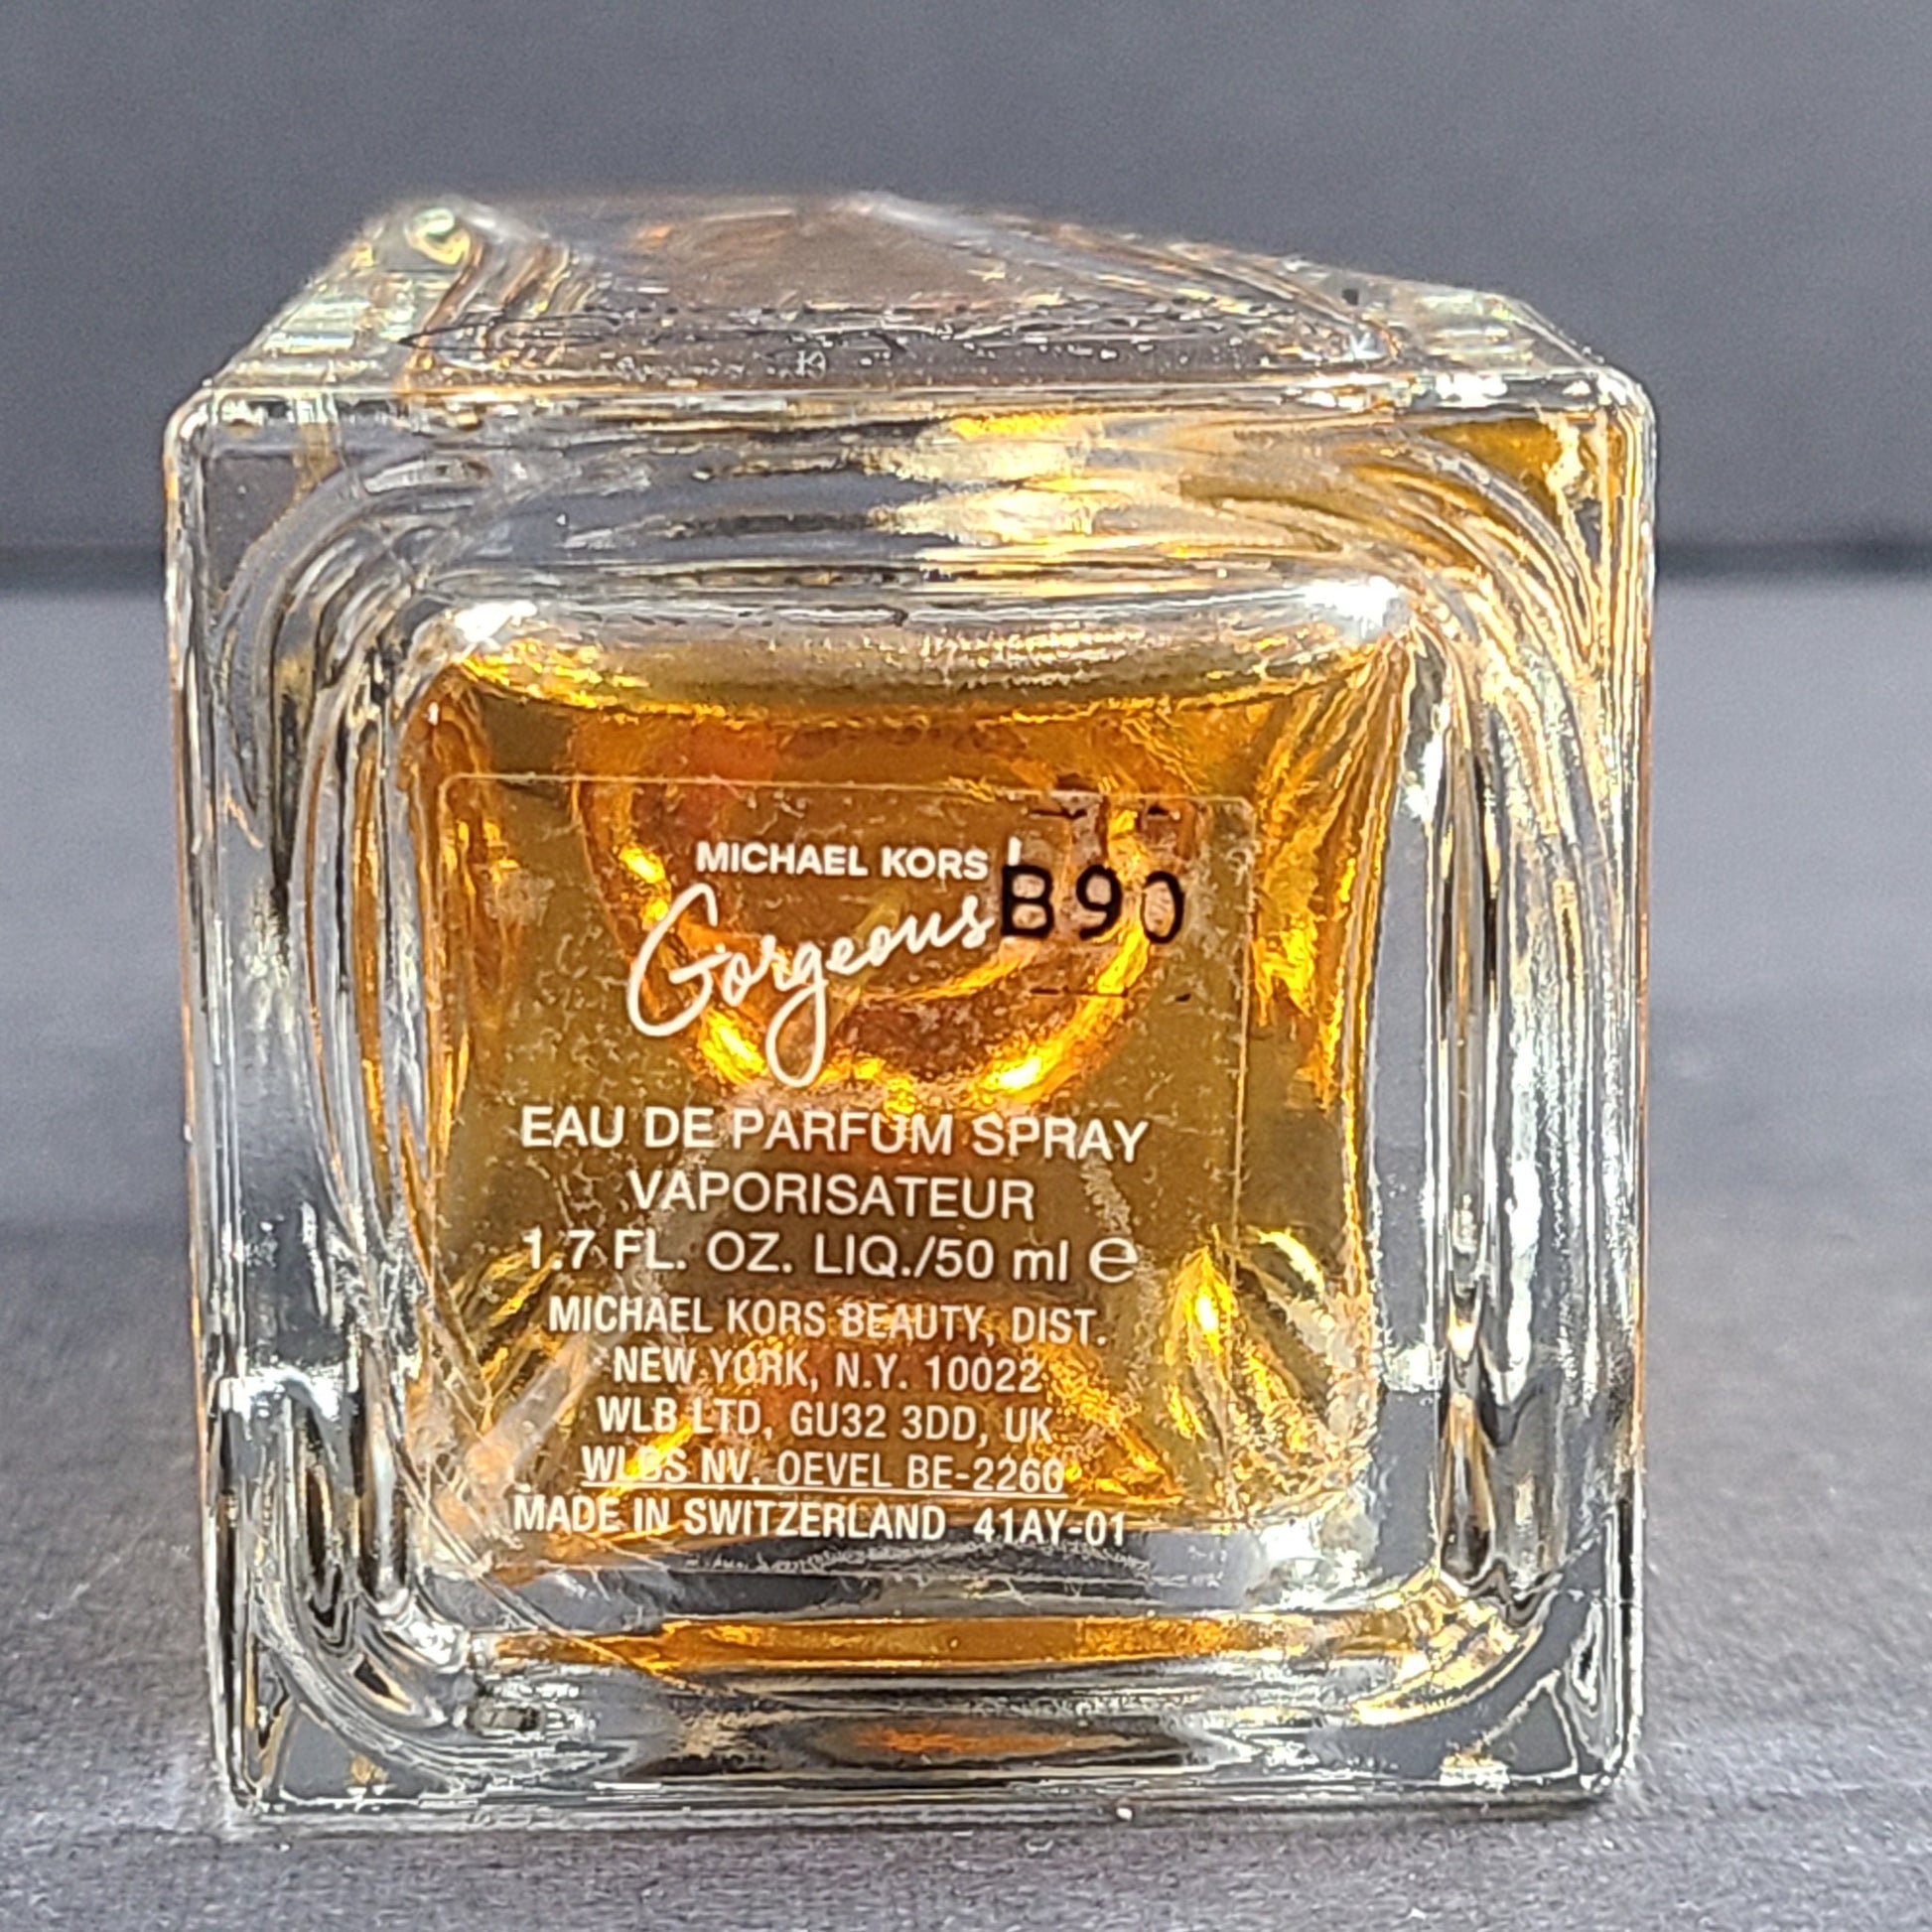 MICHAEL KORS
Gorgeous
B90
EAU DE PARFUM SPRAY
VAPORISATEUR
1.7 FL. OZ. LIQ./50 ml e
MICHAEL KORS BEAUTY, DIST.
NEW YORK, N.Y. 10022
WLB LTD, GU32 3DD, UK
WLBS NV, OEVEL BE-2260
MADE IN SWITZERLAND 41AY-01